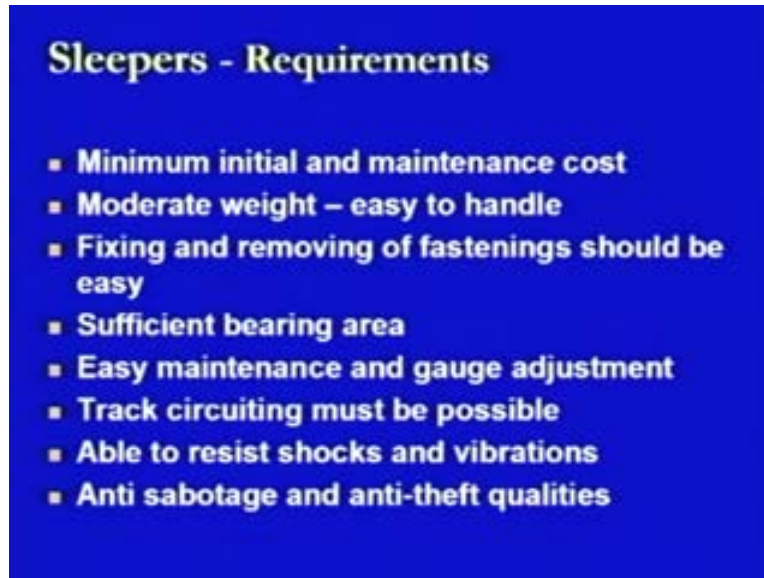 Sleepers - Requirements
Minimum initial and maintenance cost
Moderate weight – easy to handle
Fixing and removing of fastenings should be
easy
Sufficient bearing area
Easy maintenance and gauge adjustment
Track circuiting must be possible
Able to resist shocks and vibrations
Anti sabotage and anti-theft qualities